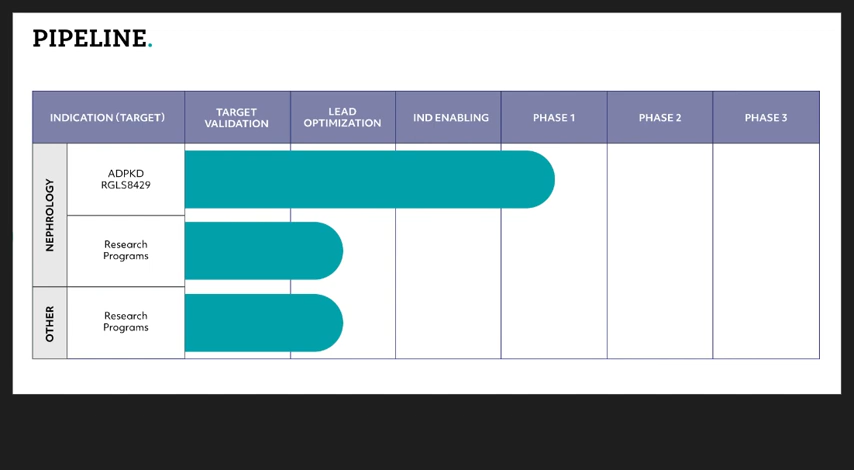 PIPELINE.
INDICATION (TARGET)
TARGET
VALIDATION
LEAD
OPTIMIZATION
IND ENABLING
PHASE 1
PHASE 2
PHASE 3
NEPHROLOGY
ADPKD
RGLS8429
Research
Programs
OTHER
Research
Programs